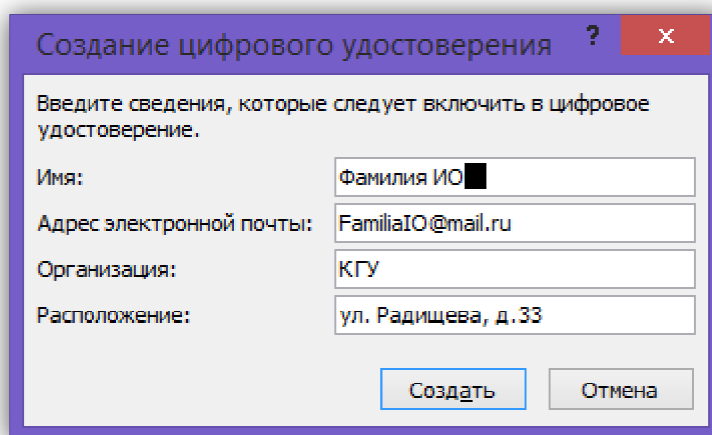 Создание цифрового удостоверения ? ×
Введите сведения, которые следует включить в цифровое
удостоверение.
Имя: Фамилия ИО
Адрес электронной почты: FamiliaIO@mail.ru
Организация: КГУ
Расположение: ул. Радищева, д.33
Создать Отмена